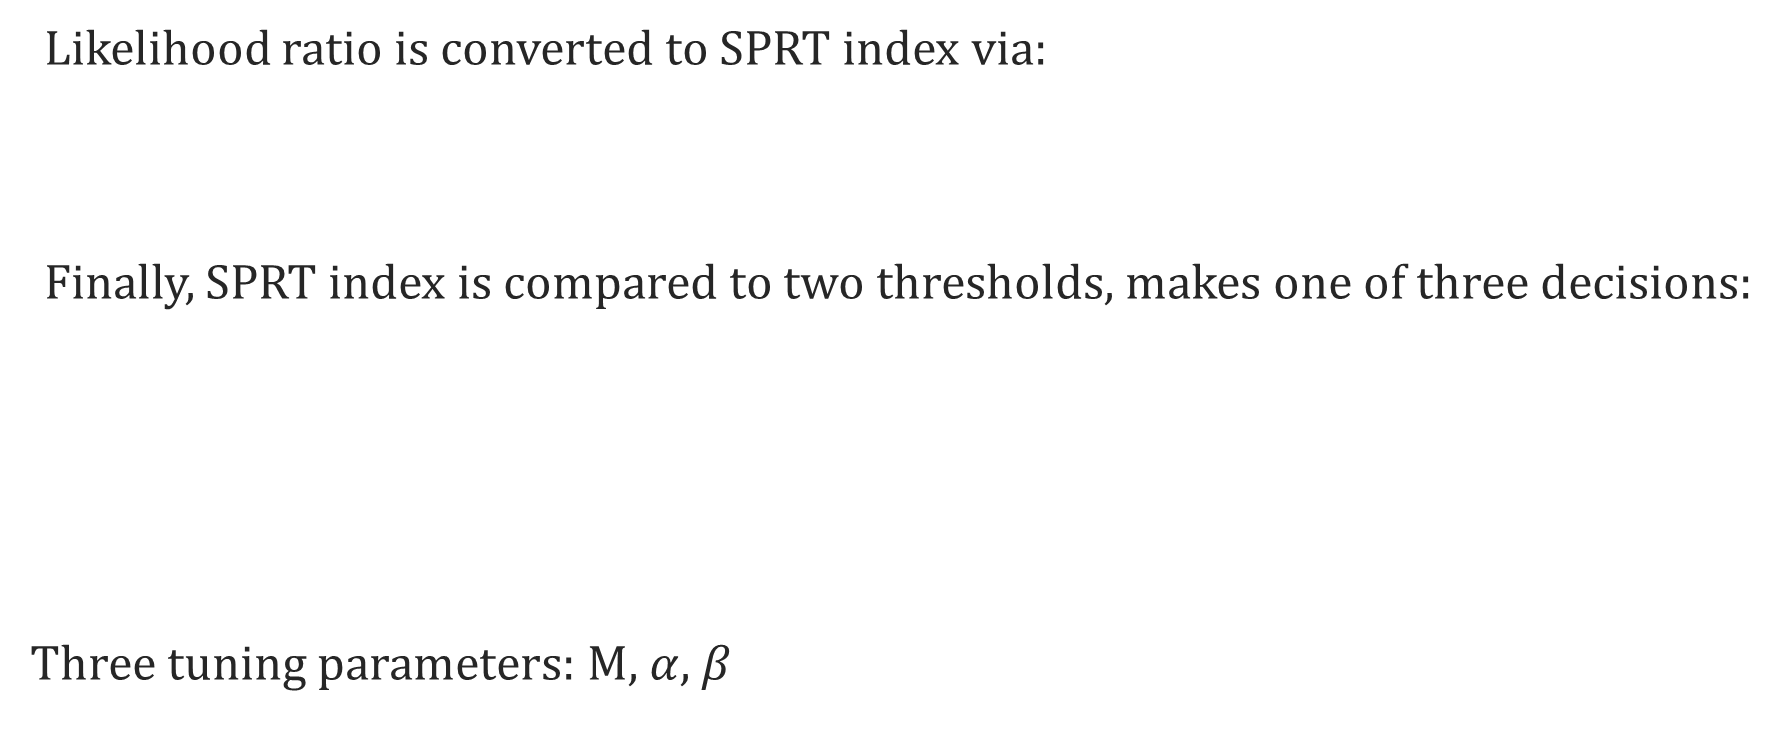 Likelihood ratio is converted to SPRT index via:
Finally, SPRT index is compared to two thresholds, makes one of three decisions:
Three tuning parameters: M, α, β